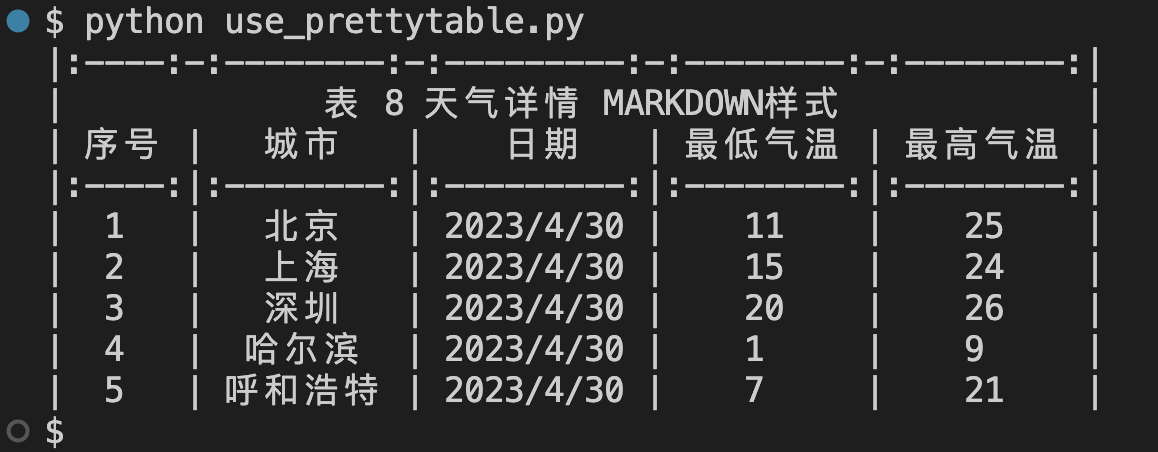 $ python use_prettytable.py
|:----:-:--------:-:---------:-:--------:-:--------:|
|             表 8 天气详情 MARKDOWN样式             |
| 序号 |   城市   |    日期   | 最低气温 | 最高气温 |
|:----:|:--------:|:---------:|:--------:|:--------:|
|  1   |   北京   | 2023/4/30 |    11    |    25    |
|  2   |   上海   | 2023/4/30 |    15    |    24    |
|  3   |   深圳   | 2023/4/30 |    20    |    26    |
|  4   |  哈尔滨  | 2023/4/30 |    1     |    9     |
|  5   | 呼和浩特 | 2023/4/30 |    7     |    21    |
$